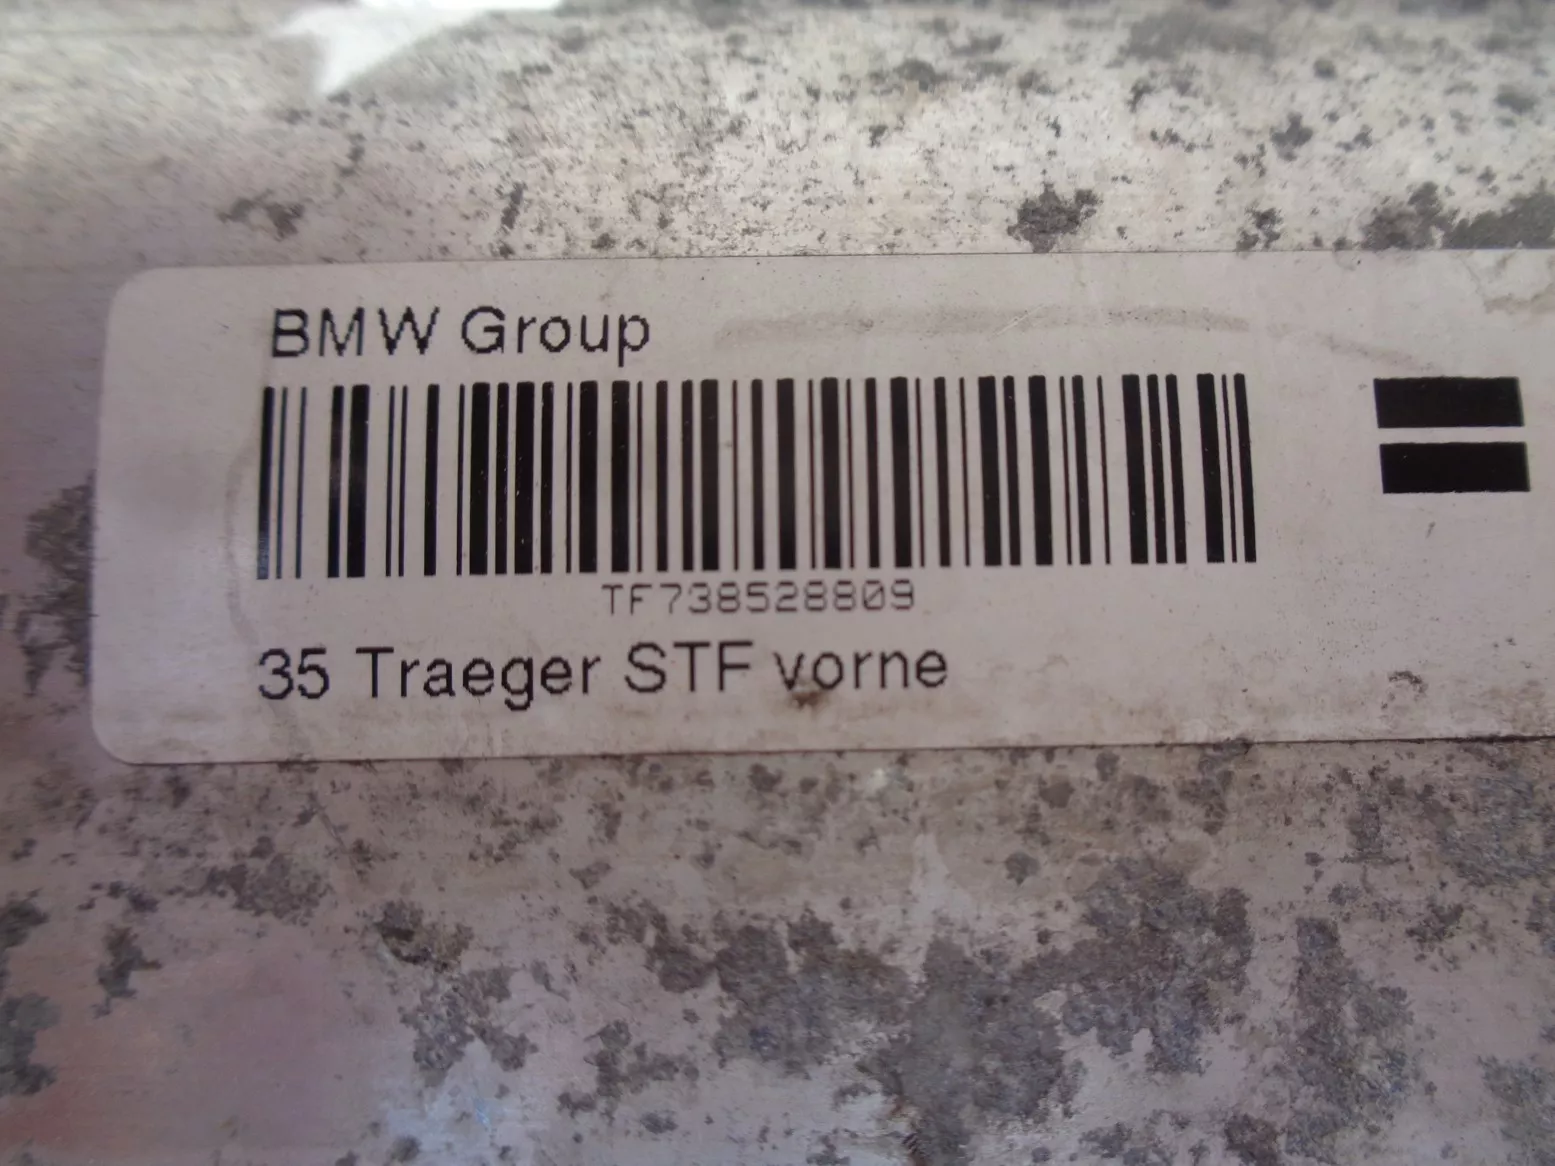 BMW Group
TF738528809
35 Traeger STF vorne